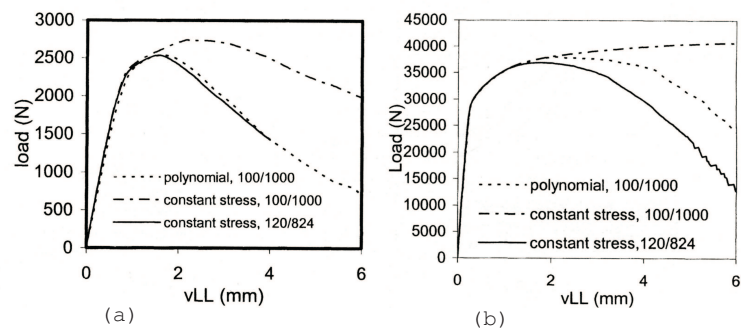 3000
2500
2000
1500
1000
500
0
load (N)
polynomial, 100/1000
constant stress, 100/1000
constant stress, 120/824
0 2 4 6
vLL (mm)
(a)
45000
40000
35000
30000
25000
20000
15000
10000
5000
0
Load (N)
polynomial, 100/1000
constant stress, 100/1000
constant stress,120/824
0 2 4 6
vLL (mm)
(b)